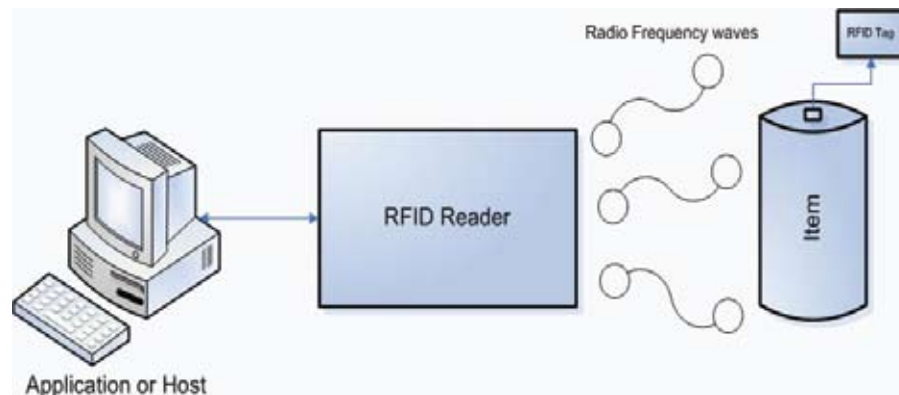 Radio Frequency waves
RFID Tag
RFID Reader
Item
Application or Host